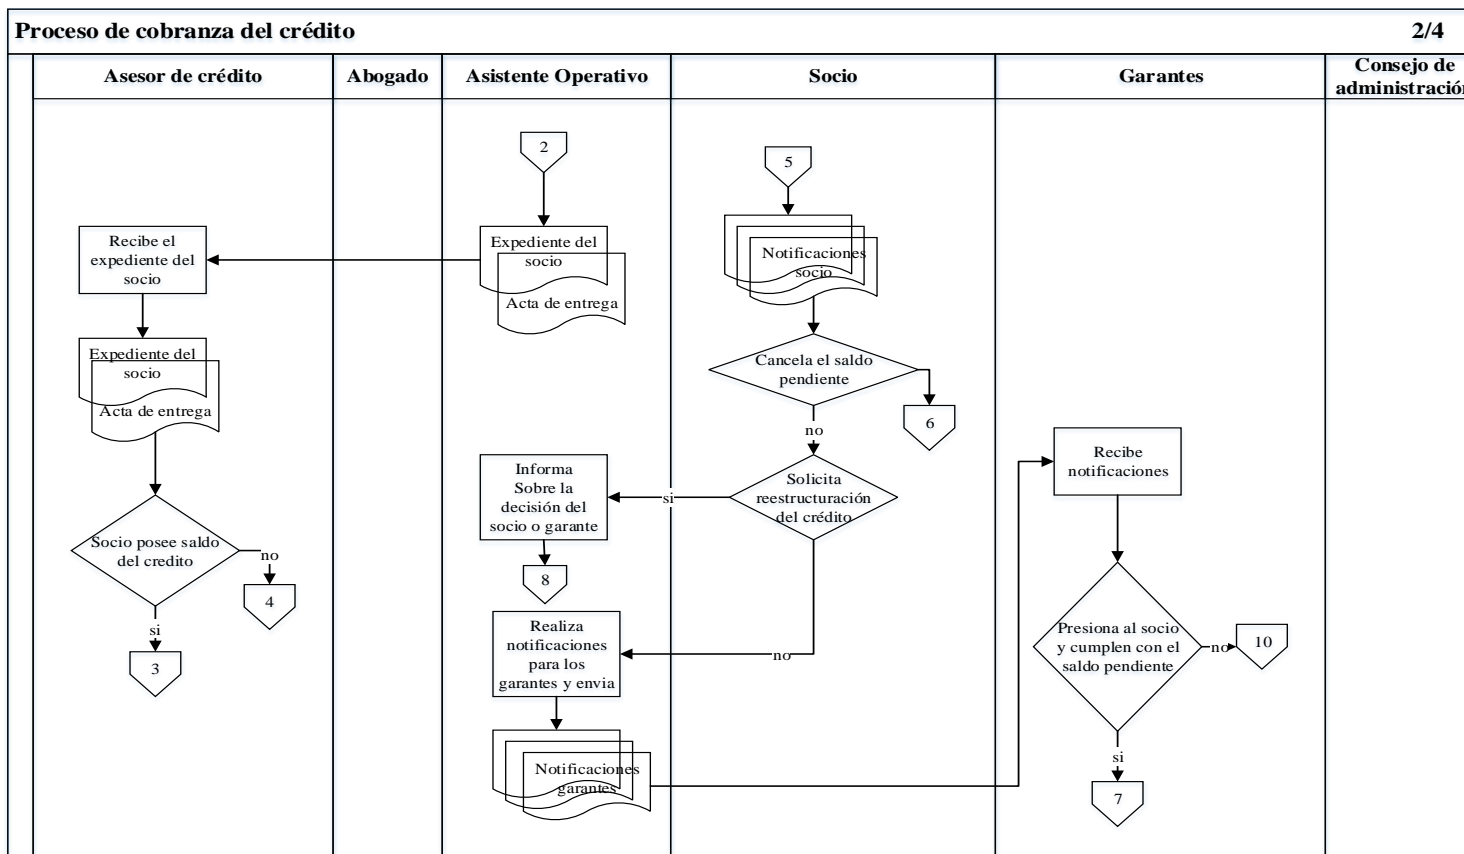 Proceso de cobranza del crédito 2/4
Asesor de crédito
Abogado
Asistente Operativo
Socio
Garantes
Consejo de
administración
2
5
Recibe el
expediente del
socio
Expediente del
socio
Acta de entrega
Notificaciones
socio
Expediente del
socio
Acta de entrega
Cancela el saldo
pendiente
6
no
Informa
Sobre la
decisión del
socio o garante
si
Solicita
reestructuración
del crédito
Recibe
notificaciones
Socio posee saldo
del credito
no
4
si
3
8
Realiza
notificaciones
para los
garantes y envia
no
Presiona al socio
y cumplen con el
saldo pendiente
no
10
Notificaciones
garantes
si
7